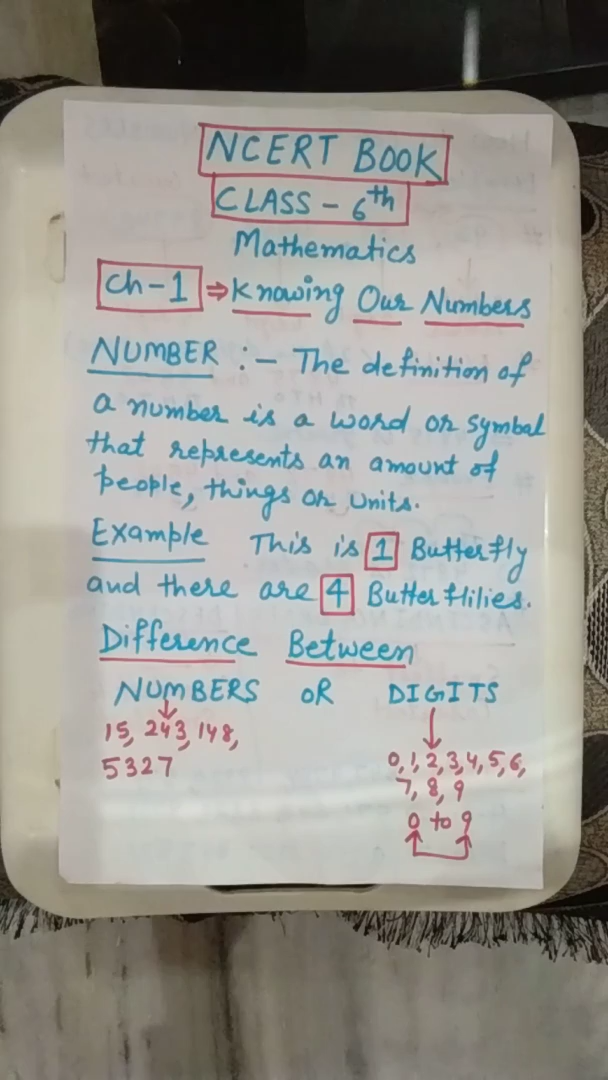 NCERT BOOK
CLASS - 6th
Mathematics
Ch-1 ⇒ Knowing Our Numbers
NUMBER :- The definition of
a number is a word or symbol
that represents an amount of
people, things or units.
Example This is 1 Butterfly
and there are 4 Butterflilies.
Difference Between
NUMBERS OR DIGITS
15, 243, 148,
5327
0,1,2,3,4,5,6,
7, 8, 9
0 to 9